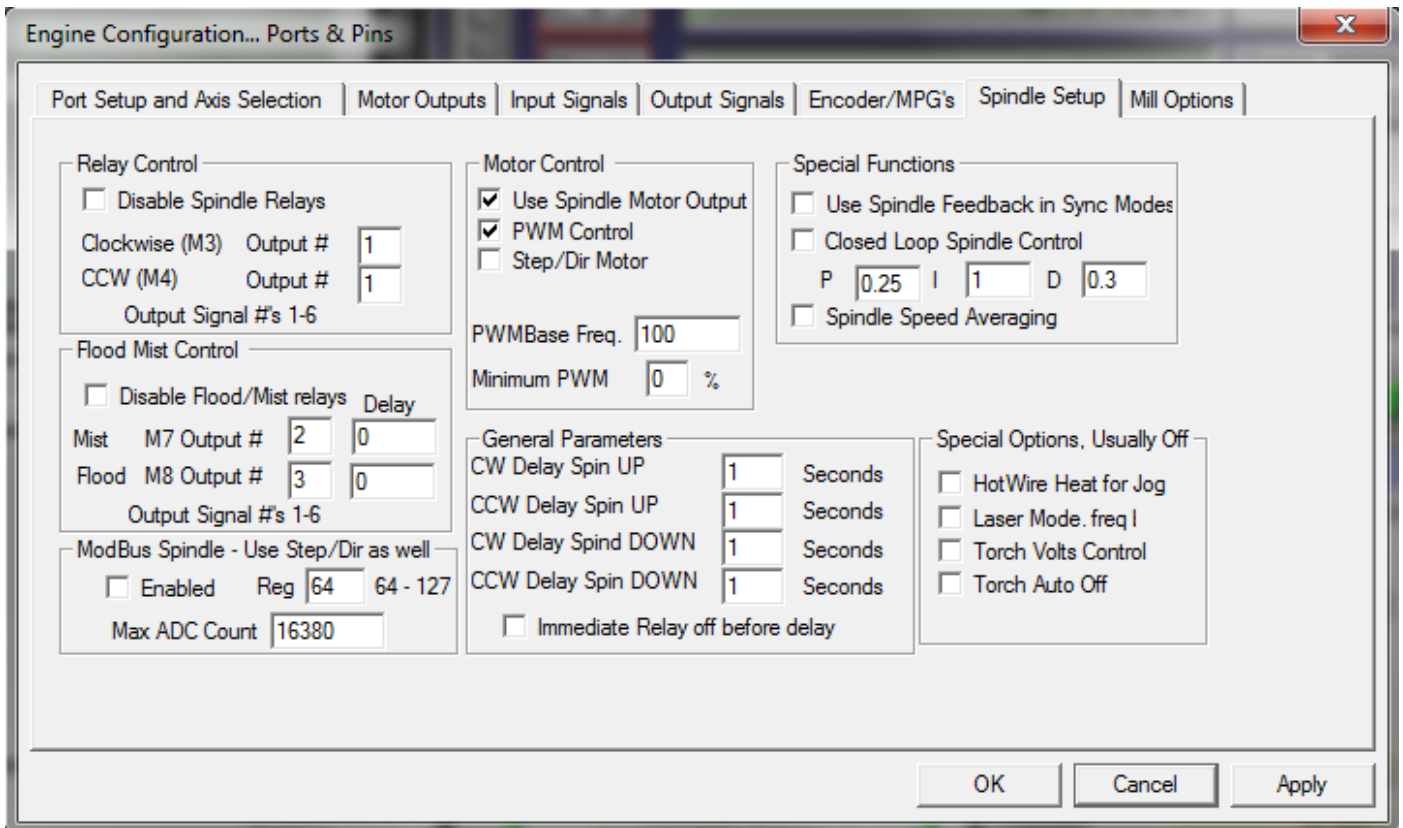 Engine Configuration... Ports & Pins
X
Port Setup and Axis Selection Motor Outputs Input Signals Output Signals Encoder/MPG's Spindle Setup Mill Options
Relay Control
Disable Spindle Relays
Clockwise (M3) Output # 1
CCW (M4) Output # 1
Output Signal #'s 1-6
Flood Mist Control
Disable Flood/Mist relays Delay
Mist M7 Output # 2 0
Flood M8 Output # 3 0
Output Signal #'s 1-6
ModBus Spindle - Use Step/Dir as well
Enabled Reg 64 64 - 127
Max ADC Count 16380
Motor Control
Use Spindle Motor Output
PWM Control
Step/Dir Motor
PWMBase Freq. 100
Minimum PWM 0 %
General Parameters
CW Delay Spin UP 1 Seconds
CCW Delay Spin UP 1 Seconds
CW Delay Spind DOWN 1 Seconds
CCW Delay Spin DOWN 1 Seconds
Immediate Relay off before delay
Special Functions
Use Spindle Feedback in Sync Modes
Closed Loop Spindle Control
P 0.25 I 1 D 0.3
Spindle Speed Averaging
Special Options, Usually Off
HotWire Heat for Jog
Laser Mode. freq
Torch Volts Control
Torch Auto Off
OK Cancel Apply